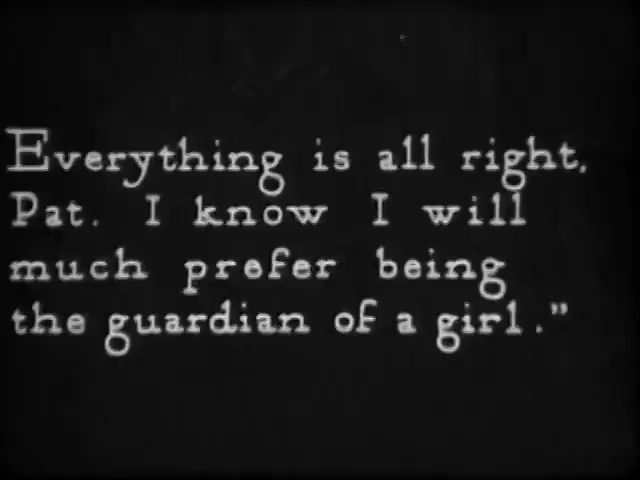 Everything is all right,
Pat. I know I will
much prefer being
the guardian of a girl."